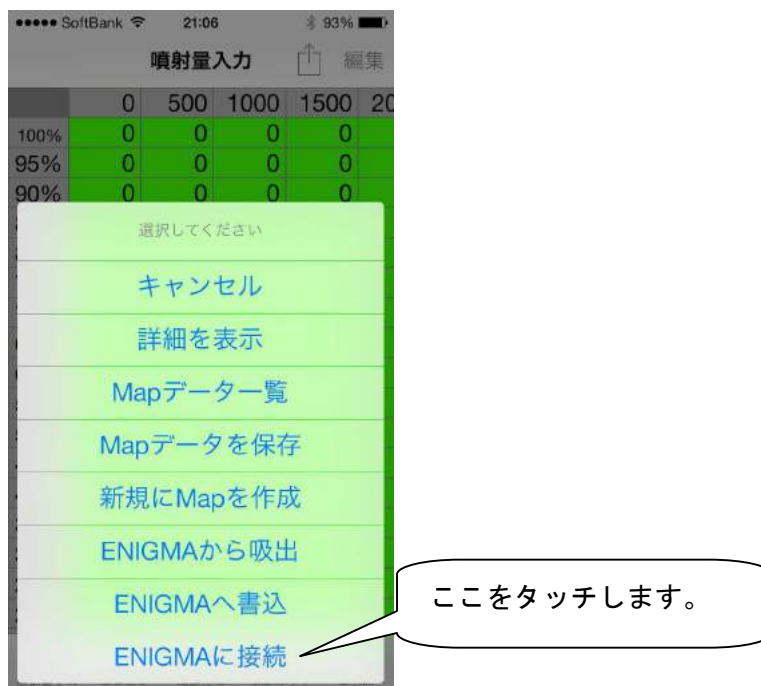 ●●●●● SoftBank 21:06 93%
噴射量入力 編集
0 500 1000 1500 20
100% 0 0 0 0
95% 0 0 0 0
90% 0 0 0 0
選択してください
キャンセル
詳細を表示
Mapデータ一覧
Mapデータを保存
新規にMapを作成
ENIGMAから吸出
ENIGMAへ書込
ENIGMAに接続
ここをタッチします。